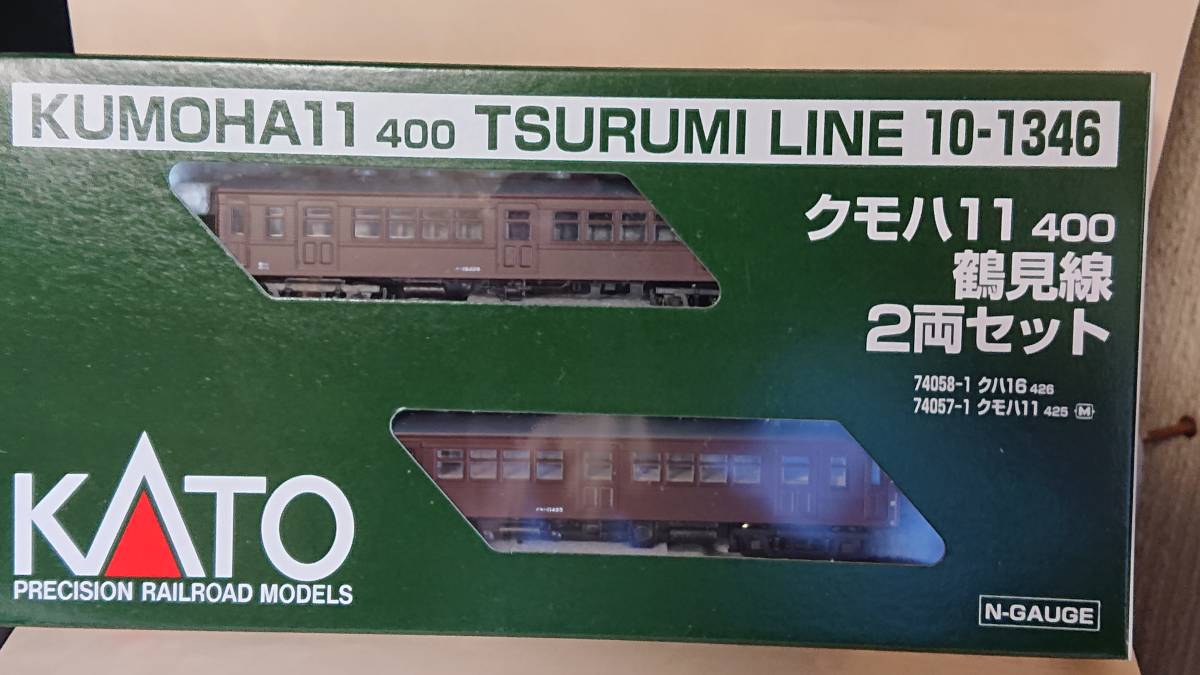 KUMOHA11 400 TSURUMI LINE 10-1346
クモハ11 400
鶴見線
2両セット
74058-1 クハ16 426
74057-1 クモハ11 425 M
KATO
PRECISION RAILROAD MODELS
N-GAUGE